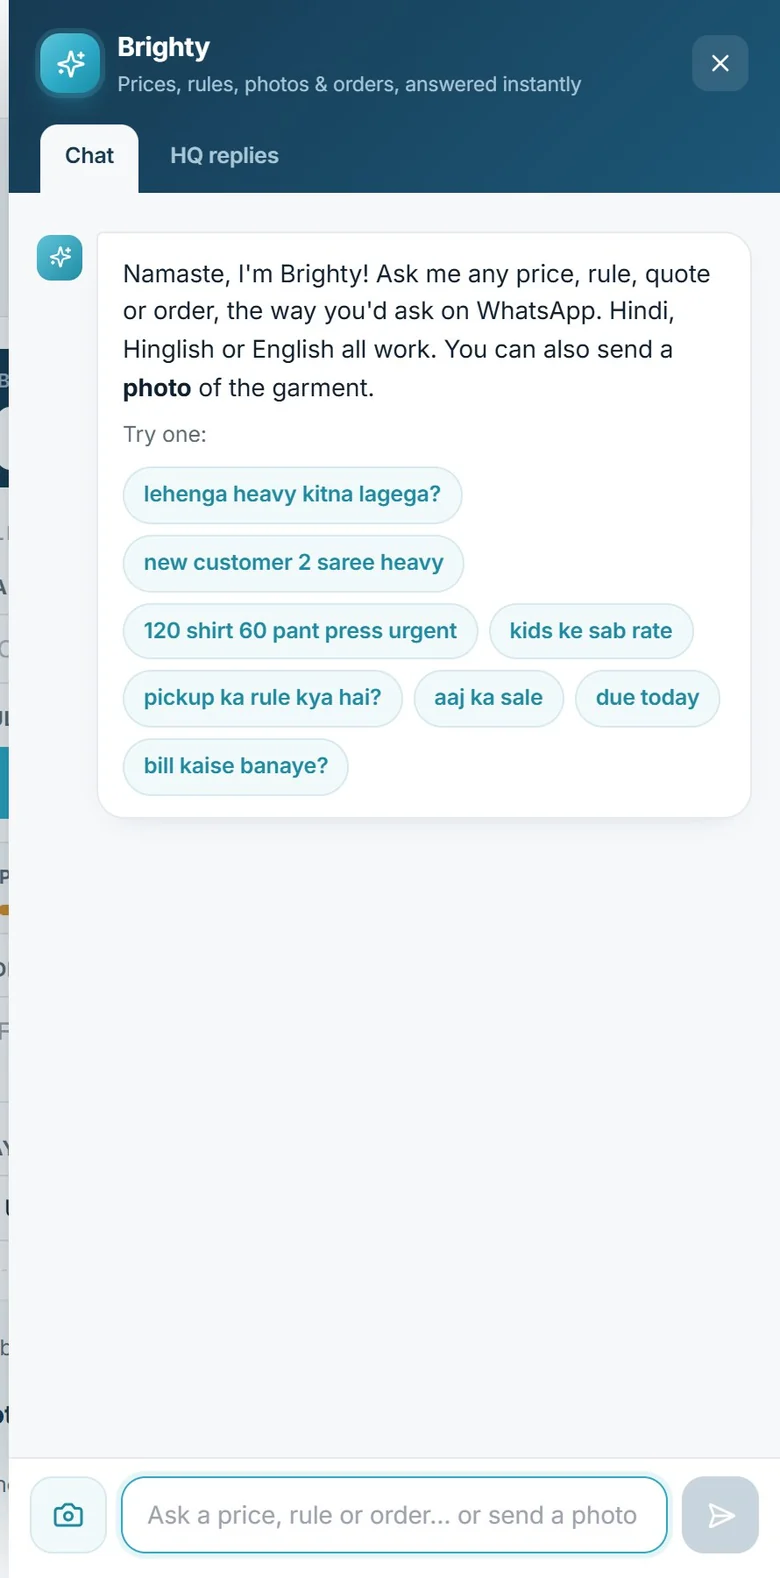 Brighty
Prices, rules, photos & orders, answered instantly
Chat
HQ replies
Namaste, I'm Brighty! Ask me any price, rule, quote
or order, the way you'd ask on WhatsApp. Hindi,
Hinglish or English all work. You can also send a
photo of the garment.
Try one:
lehenga heavy kitna lagega?
new customer 2 saree heavy
120 shirt 60 pant press urgent
kids ke sab rate
pickup ka rule kya hai?
aaj ka sale
due today
bill kaise banaye?
Ask a price, rule or order... or send a photo